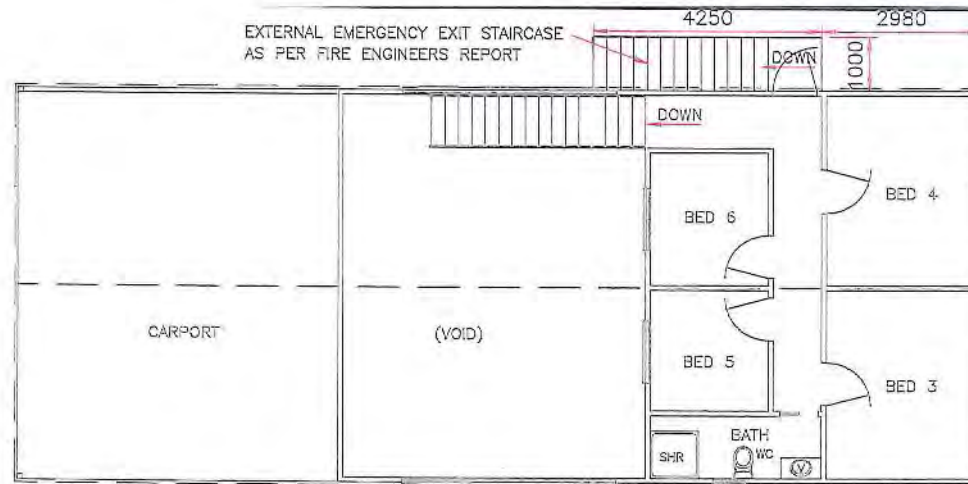 4250
2980
EXTERNAL EMERGENCY EXIT STAIRCASE
AS PER FIRE ENGINEERS REPORT
DOWN
1000
DOWN
BED 6
BED 4
CARPORT
(VOID)
BED 5
BED 3
BATH
SHR
WC
V